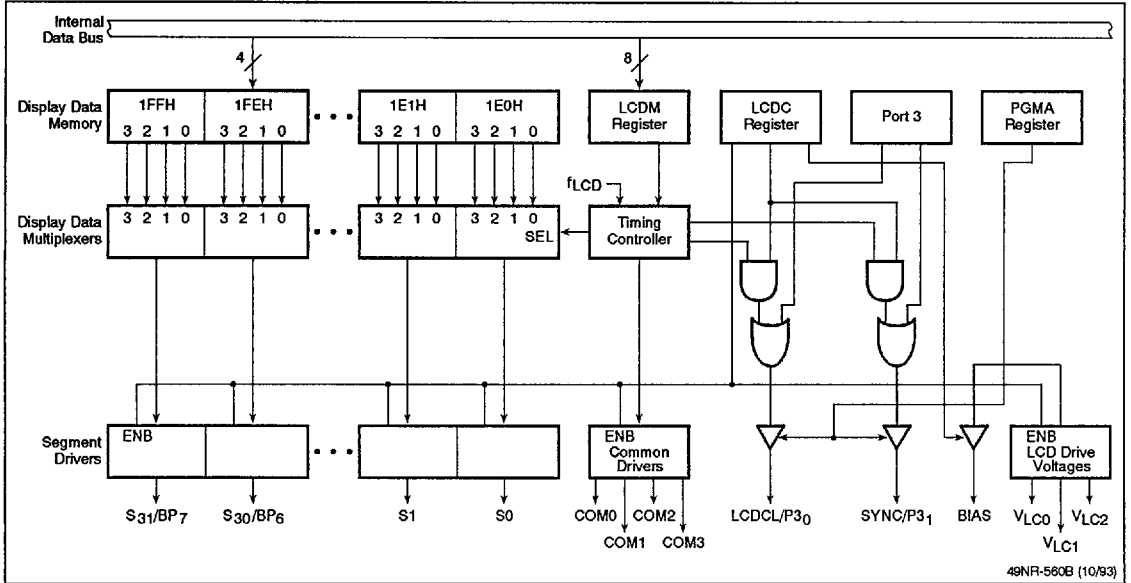 Internal
Data Bus
4
8
Display Data
Memory
1FFH
1FEH
1E1H
1E0H
3 2 1 0
3 2 1 0
3 2 1 0
3 2 1 0
LCDM
Register
LCDC
Register
Port 3
PGMA
Register
fLCD
Display Data
Multiplexers
3 2 1 0
3 2 1 0
3 2 1 0
3 2 1 0
SEL
Timing
Controller
Segment
Drivers
ENB
ENB
Common
Drivers
ENB
LCD Drive
Voltages
S31/BP7
S30/BP6
S1
S0
COM0
COM2
COM1
COM3
LCDCL/P30
SYNC/P31
BIAS
VLC0
VLC2
VLC1
49NR-560B (10/93)